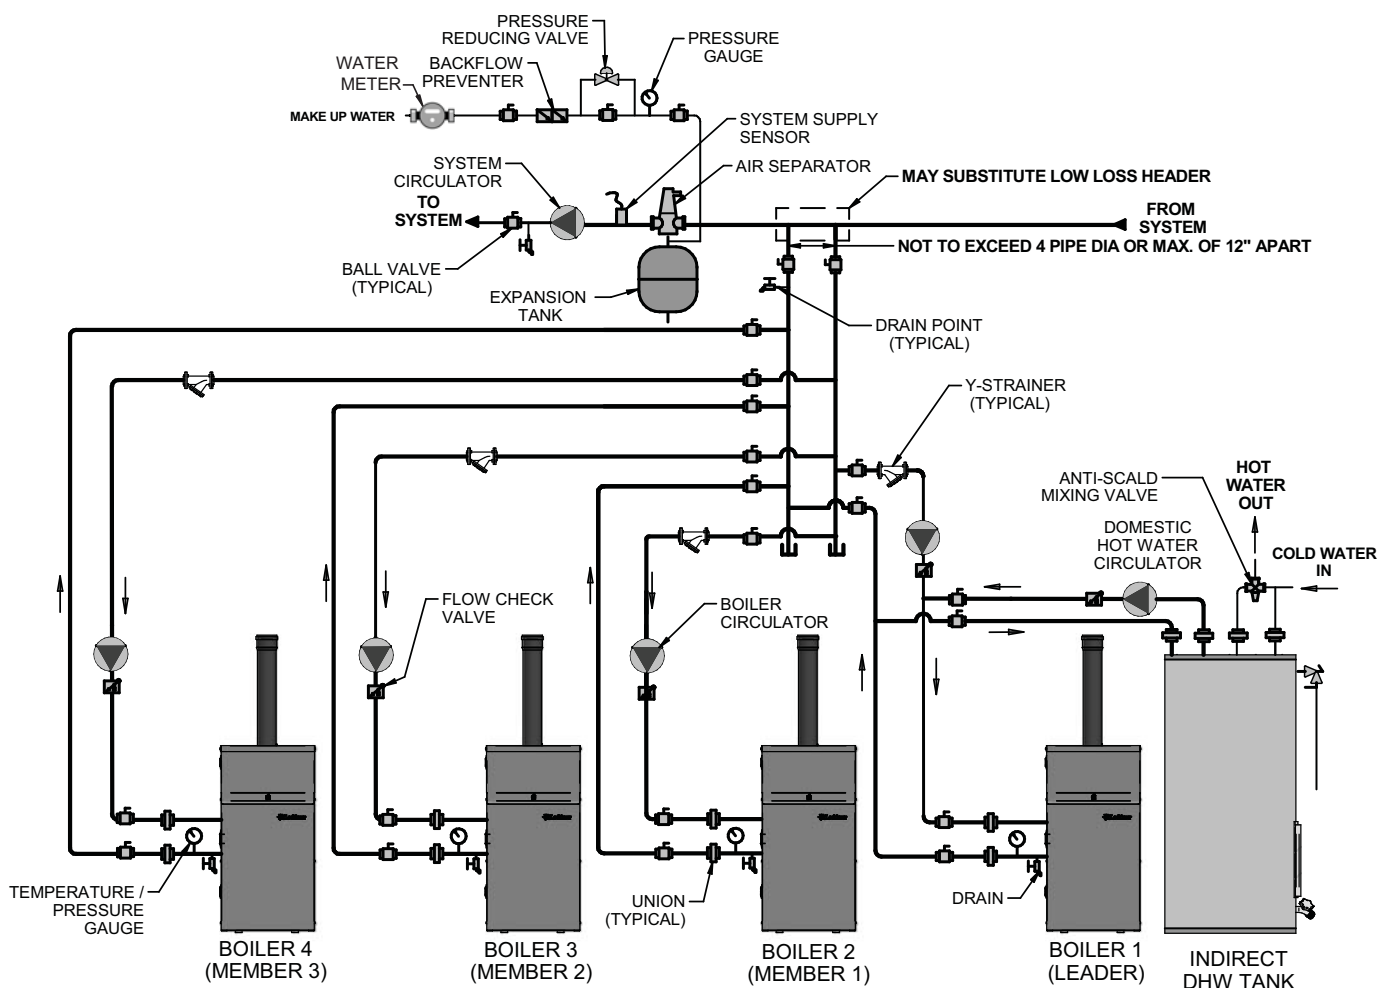 PRESSURE
REDUCING VALVE
PRESSURE
GAUGE
WATER
METER
BACKFLOW
PREVENTER
MAKE UP WATER
SYSTEM SUPPLY
SENSOR
SYSTEM
CIRCULATOR
AIR SEPARATOR
MAY SUBSTITUTE LOW LOSS HEADER
TO
SYSTEM
FROM
SYSTEM
NOT TO EXCEED 4 PIPE DIA OR MAX. OF 12" APART
BALL VALVE
(TYPICAL)
EXPANSION
TANK
DRAIN POINT
(TYPICAL)
Y-STRAINER
(TYPICAL)
ANTI-SCALD
MIXING VALVE
HOT
WATER
OUT
DOMESTIC
HOT WATER
CIRCULATOR
COLD WATER
IN
FLOW CHECK
VALVE
BOILER
CIRCULATOR
TEMPERATURE /
PRESSURE
GAUGE
UNION
(TYPICAL)
DRAIN
BOILER 4
(MEMBER 3)
BOILER 3
(MEMBER 2)
BOILER 2
(MEMBER 1)
BOILER 1
(LEADER)
INDIRECT
DHW TANK